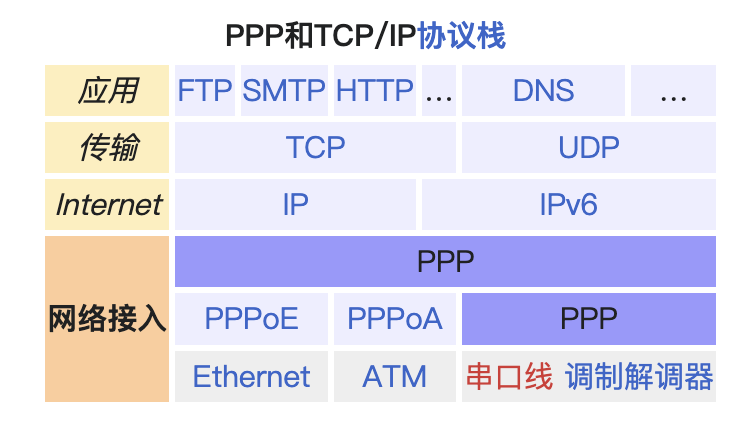 PPP和TCP/IP协议栈
应用 FTP SMTP HTTP ... DNS ...
传输 TCP UDP
Internet IP IPv6
PPP
网络接入 PPPoE PPPoA PPP
Ethernet ATM 串口线 调制解调器